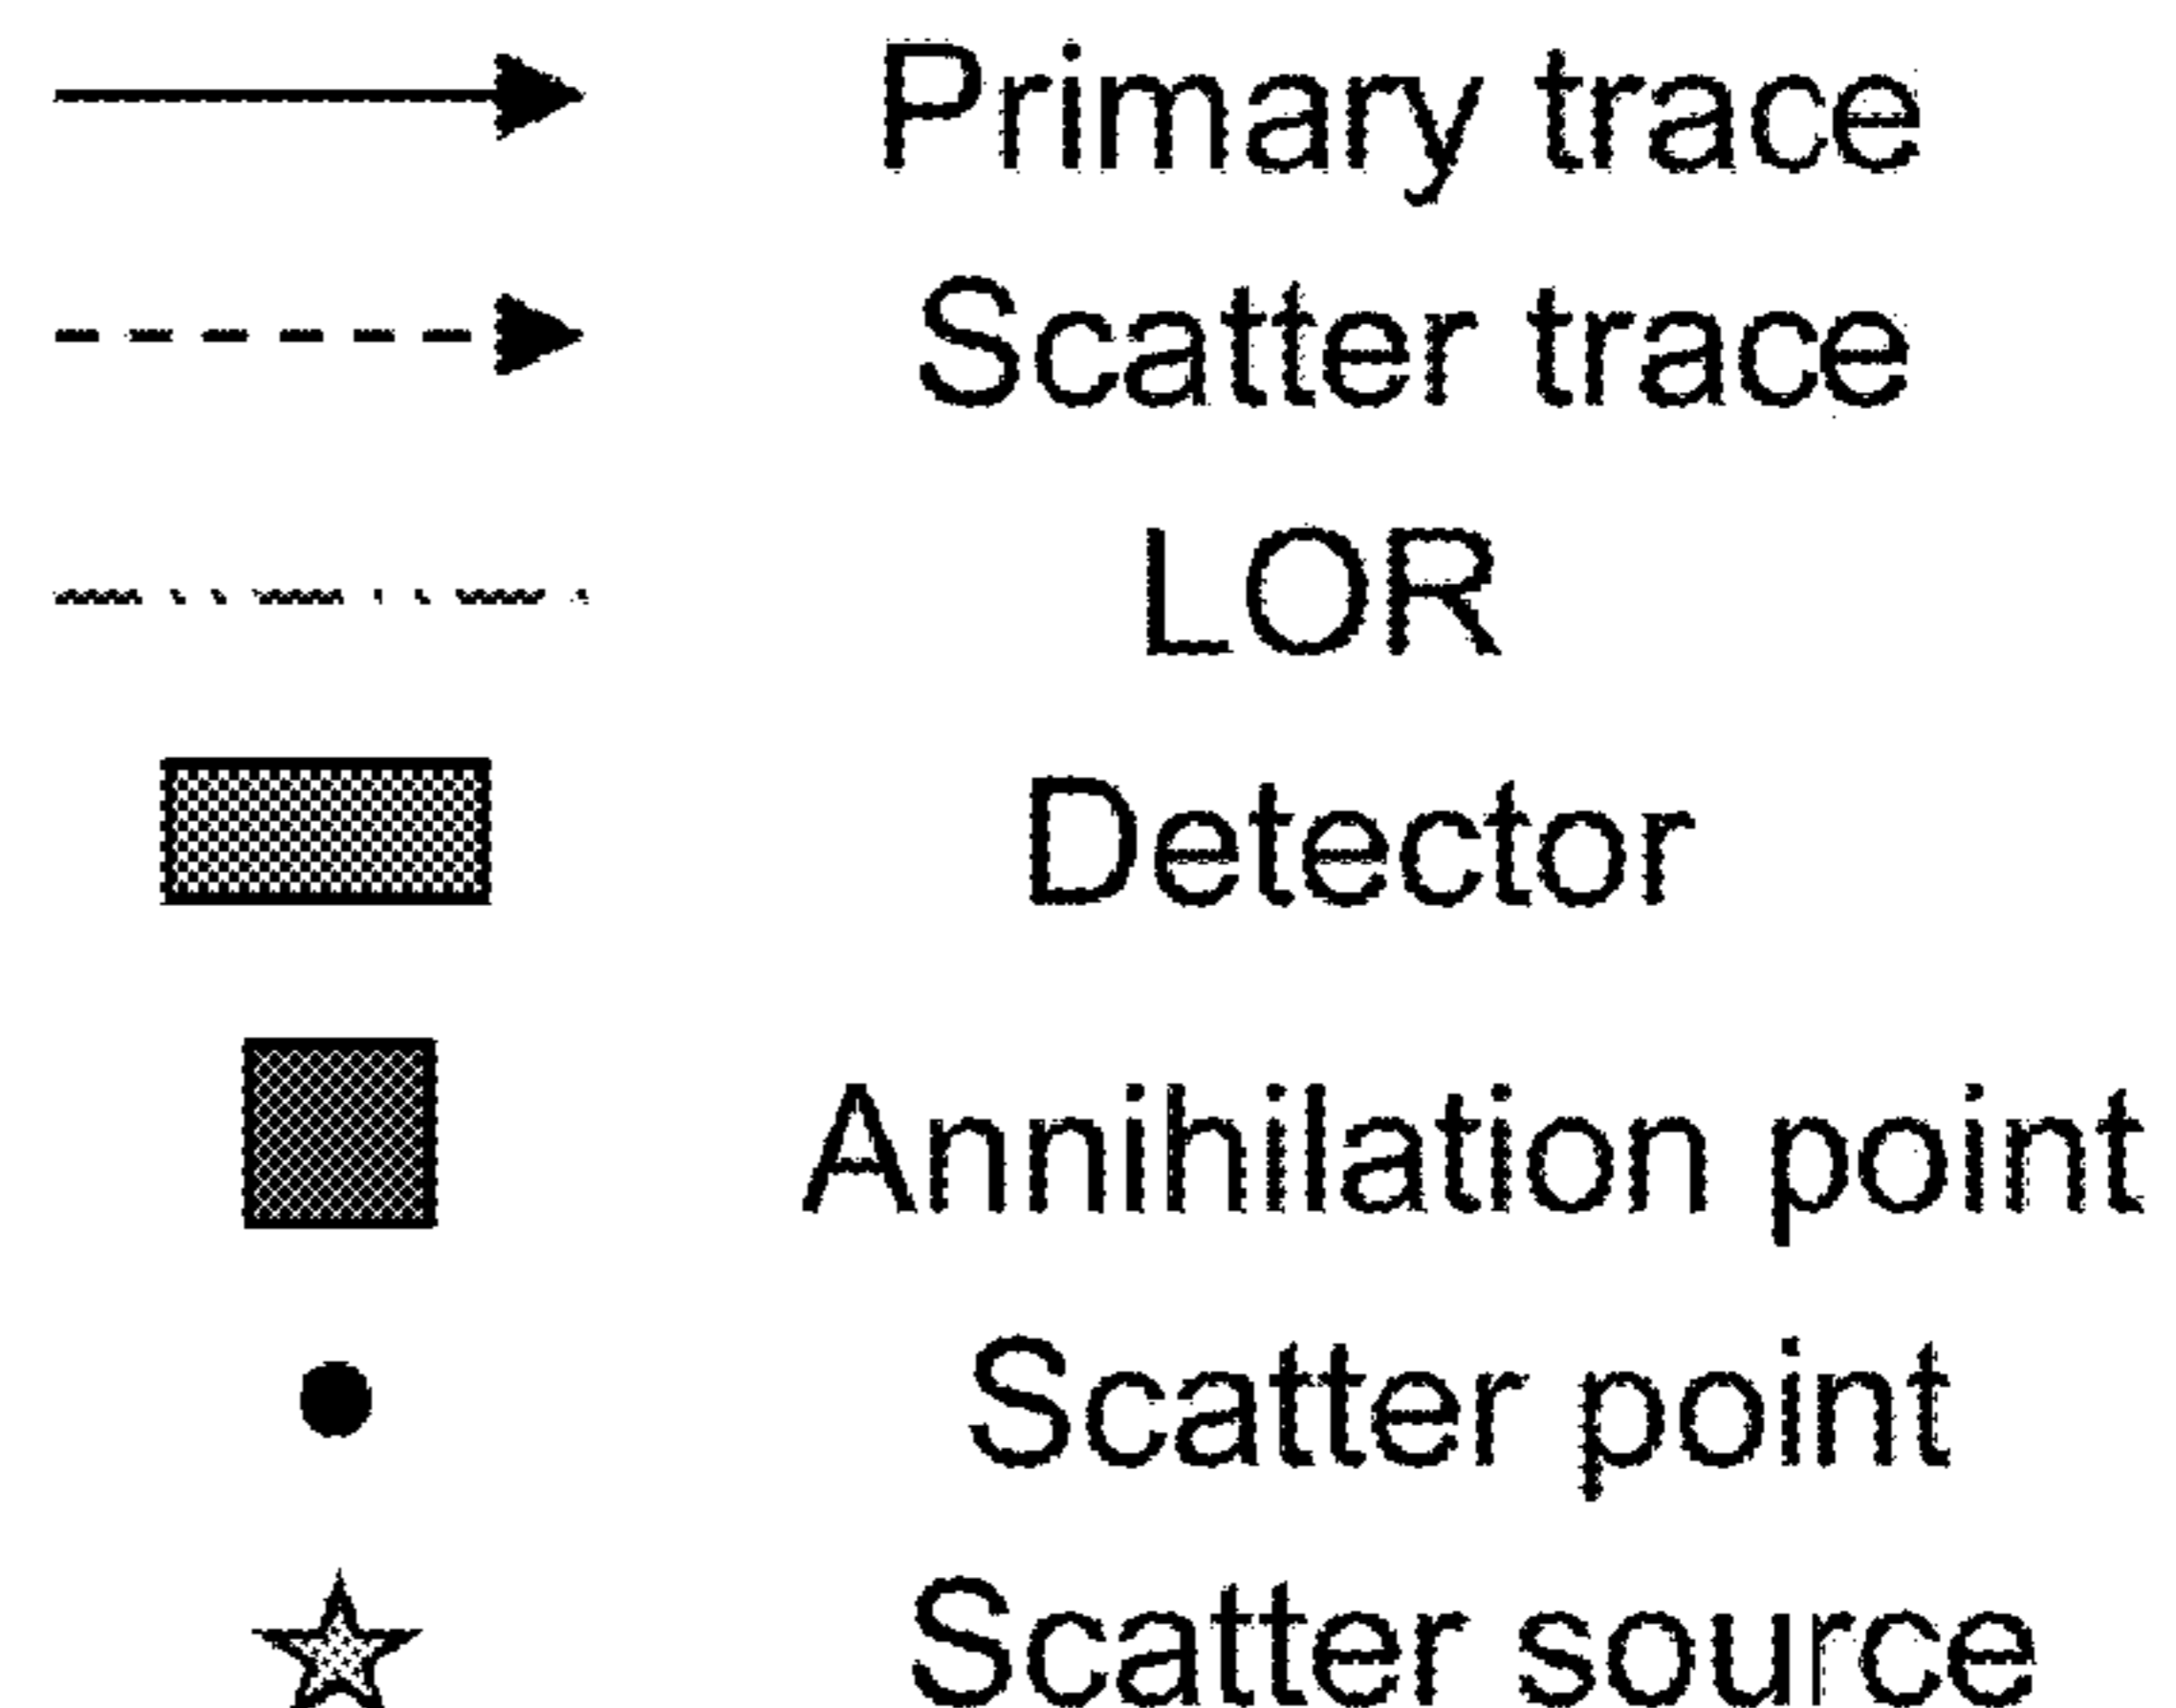 Primary trace
Scatter trace
LOR
Detector
Annihilation point
Scatter point
Scatter source